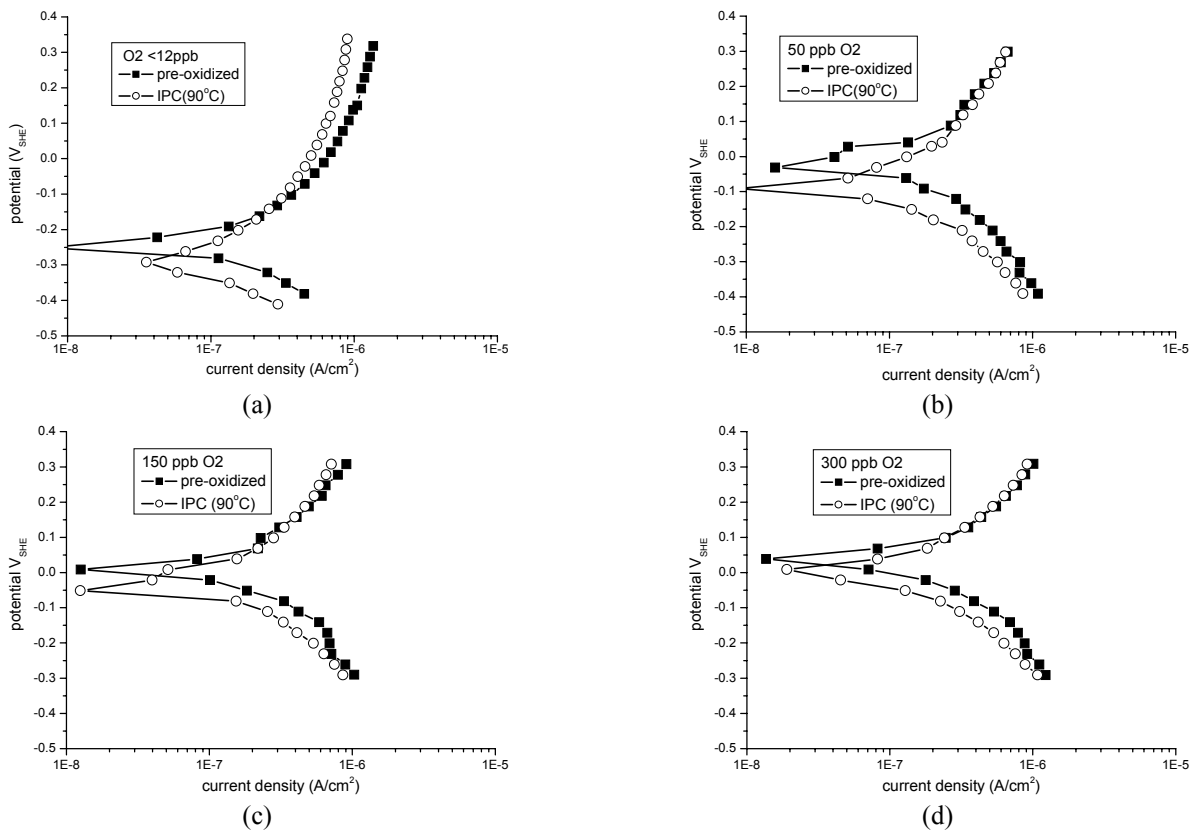 O2 <12ppb
pre-oxidized
IPC(90°C)
potential (V_SHE)
0.4
0.3
0.2
0.1
0.0
-0.1
-0.2
-0.3
-0.4
-0.5
1E-8 1E-7 1E-6 1E-5
current density (A/cm²)
(a)
50 ppb O2
pre-oxidized
IPC (90°C)
potential V_SHE
0.4
0.3
0.2
0.1
0.0
-0.1
-0.2
-0.3
-0.4
-0.5
1E-8 1E-7 1E-6 1E-5
current density (A/cm²)
(b)
150 ppb O2
pre-oxidized
IPC (90°C)
potential V_SHE
0.4
0.3
0.2
0.1
0.0
-0.1
-0.2
-0.3
-0.4
-0.5
1E-8 1E-7 1E-6 1E-5
current density (A/cm²)
(c)
300 ppb O2
pre-oxidized
IPC (90°C)
potential V_SHE
0.4
0.3
0.2
0.1
0.0
-0.1
-0.2
-0.3
-0.4
-0.5
1E-8 1E-7 1E-6 1E-5
current density (A/cm²)
(d)